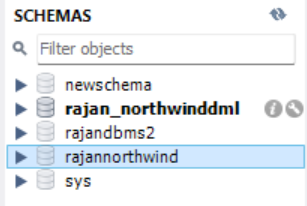 SCHEMAS
Filter objects
newschema
rajan_northwinddml
rajandbms2
rajannorthwind
sys